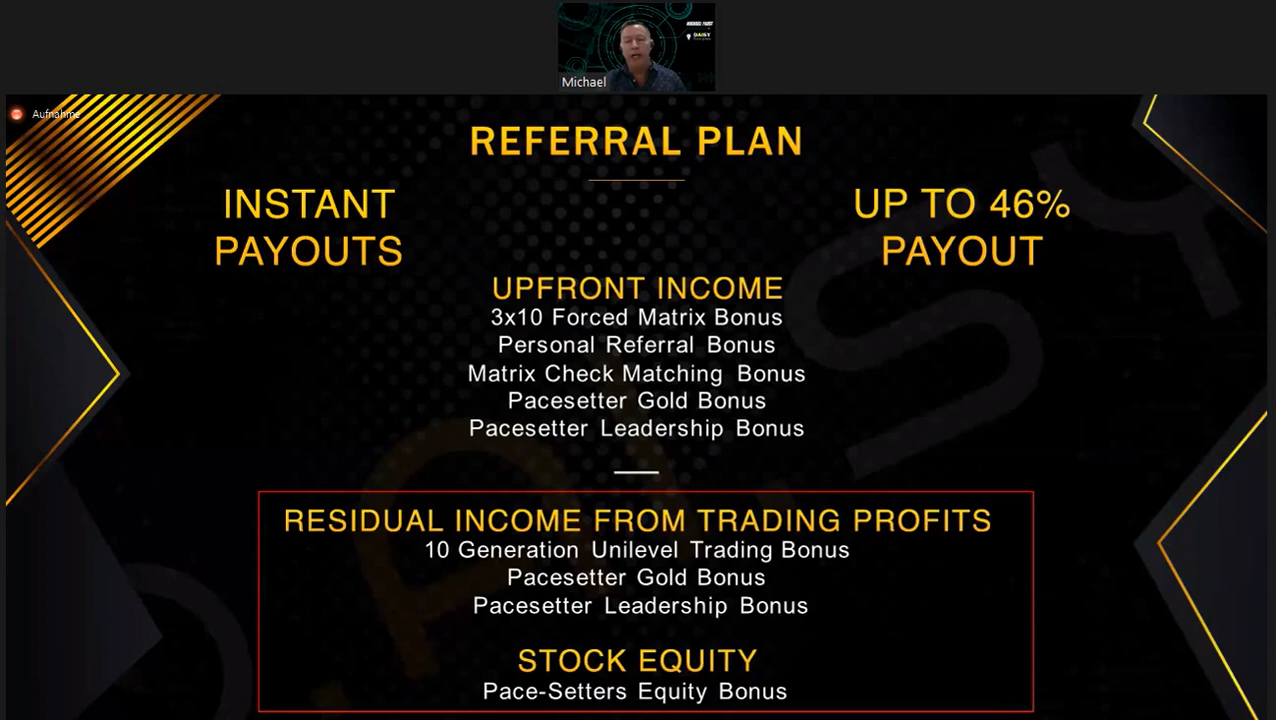 DAISY
Michael
Aufnahme
REFERRAL PLAN
INSTANT
PAYOUTS
UP TO 46%
PAYOUT
UPFRONT INCOME
3x10 Forced Matrix Bonus
Personal Referral Bonus
Matrix Check Matching Bonus
Pacesetter Gold Bonus
Pacesetter Leadership Bonus
RESIDUAL INCOME FROM TRADING PROFITS
10 Generation Unilevel Trading Bonus
Pacesetter Gold Bonus
Pacesetter Leadership Bonus
STOCK EQUITY
Pace-Setters Equity Bonus